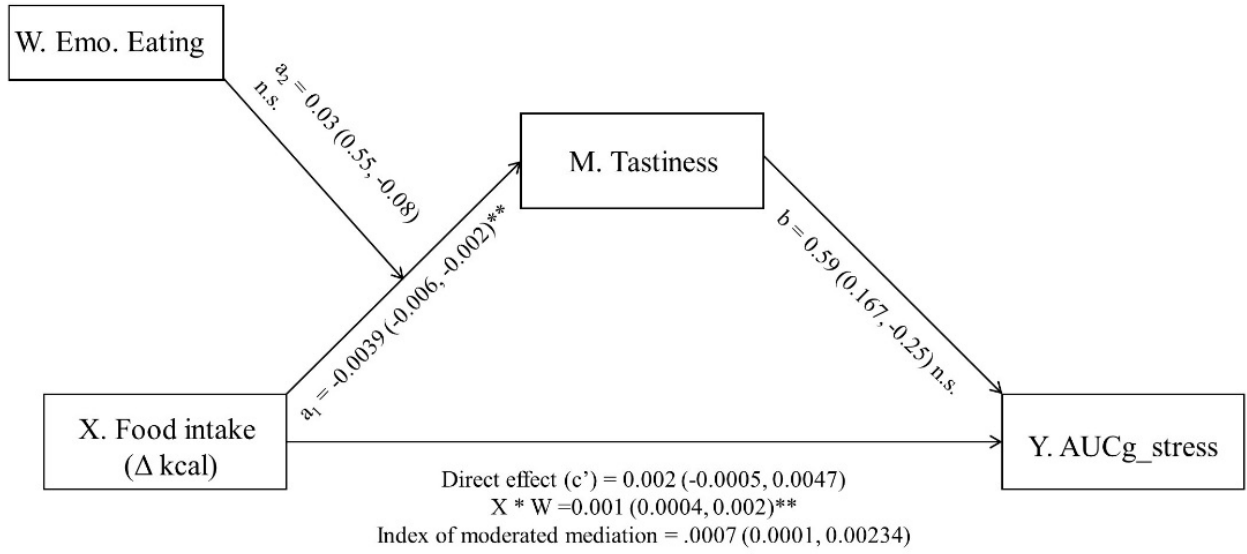 W. Emo. Eating
a₂ = 0.03 (0.55, -0.08)
n.s.
M. Tastiness
a₁ = -0.0039 (-0.006, -0.002)**
b = 0.59 (0.167, -0.25) n.s.
X. Food intake
(Δ kcal)
Y. AUCg_stress
Direct effect (c’) = 0.002 (-0.0005, 0.0047)
X * W =0.001 (0.0004, 0.002)**
Index of moderated mediation = .0007 (0.0001, 0.00234)